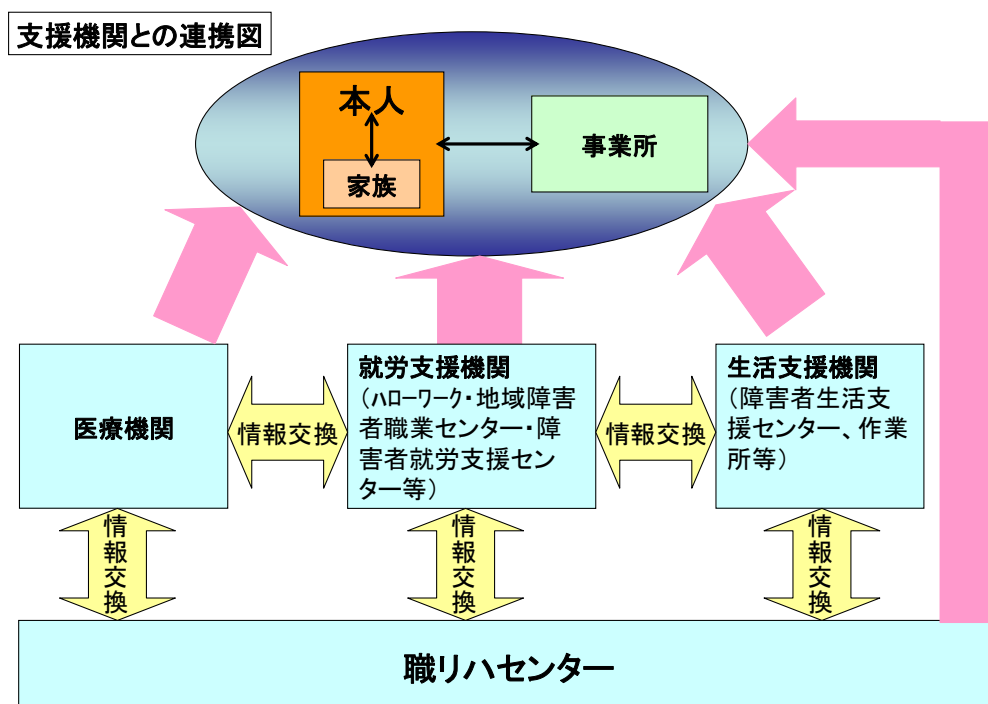 支援機関との連携図
本人
家族
事業所
医療機関
情報交換
就労支援機関
（ﾊﾛｰﾜｰｸ・地域障害
者職業センター・障
害者就労支援セン
ター等）
情報交換
生活支援機関
（障害者生活支
援センター、作業
所等）
情報交換
情報交換
情報交換
職リハセンター